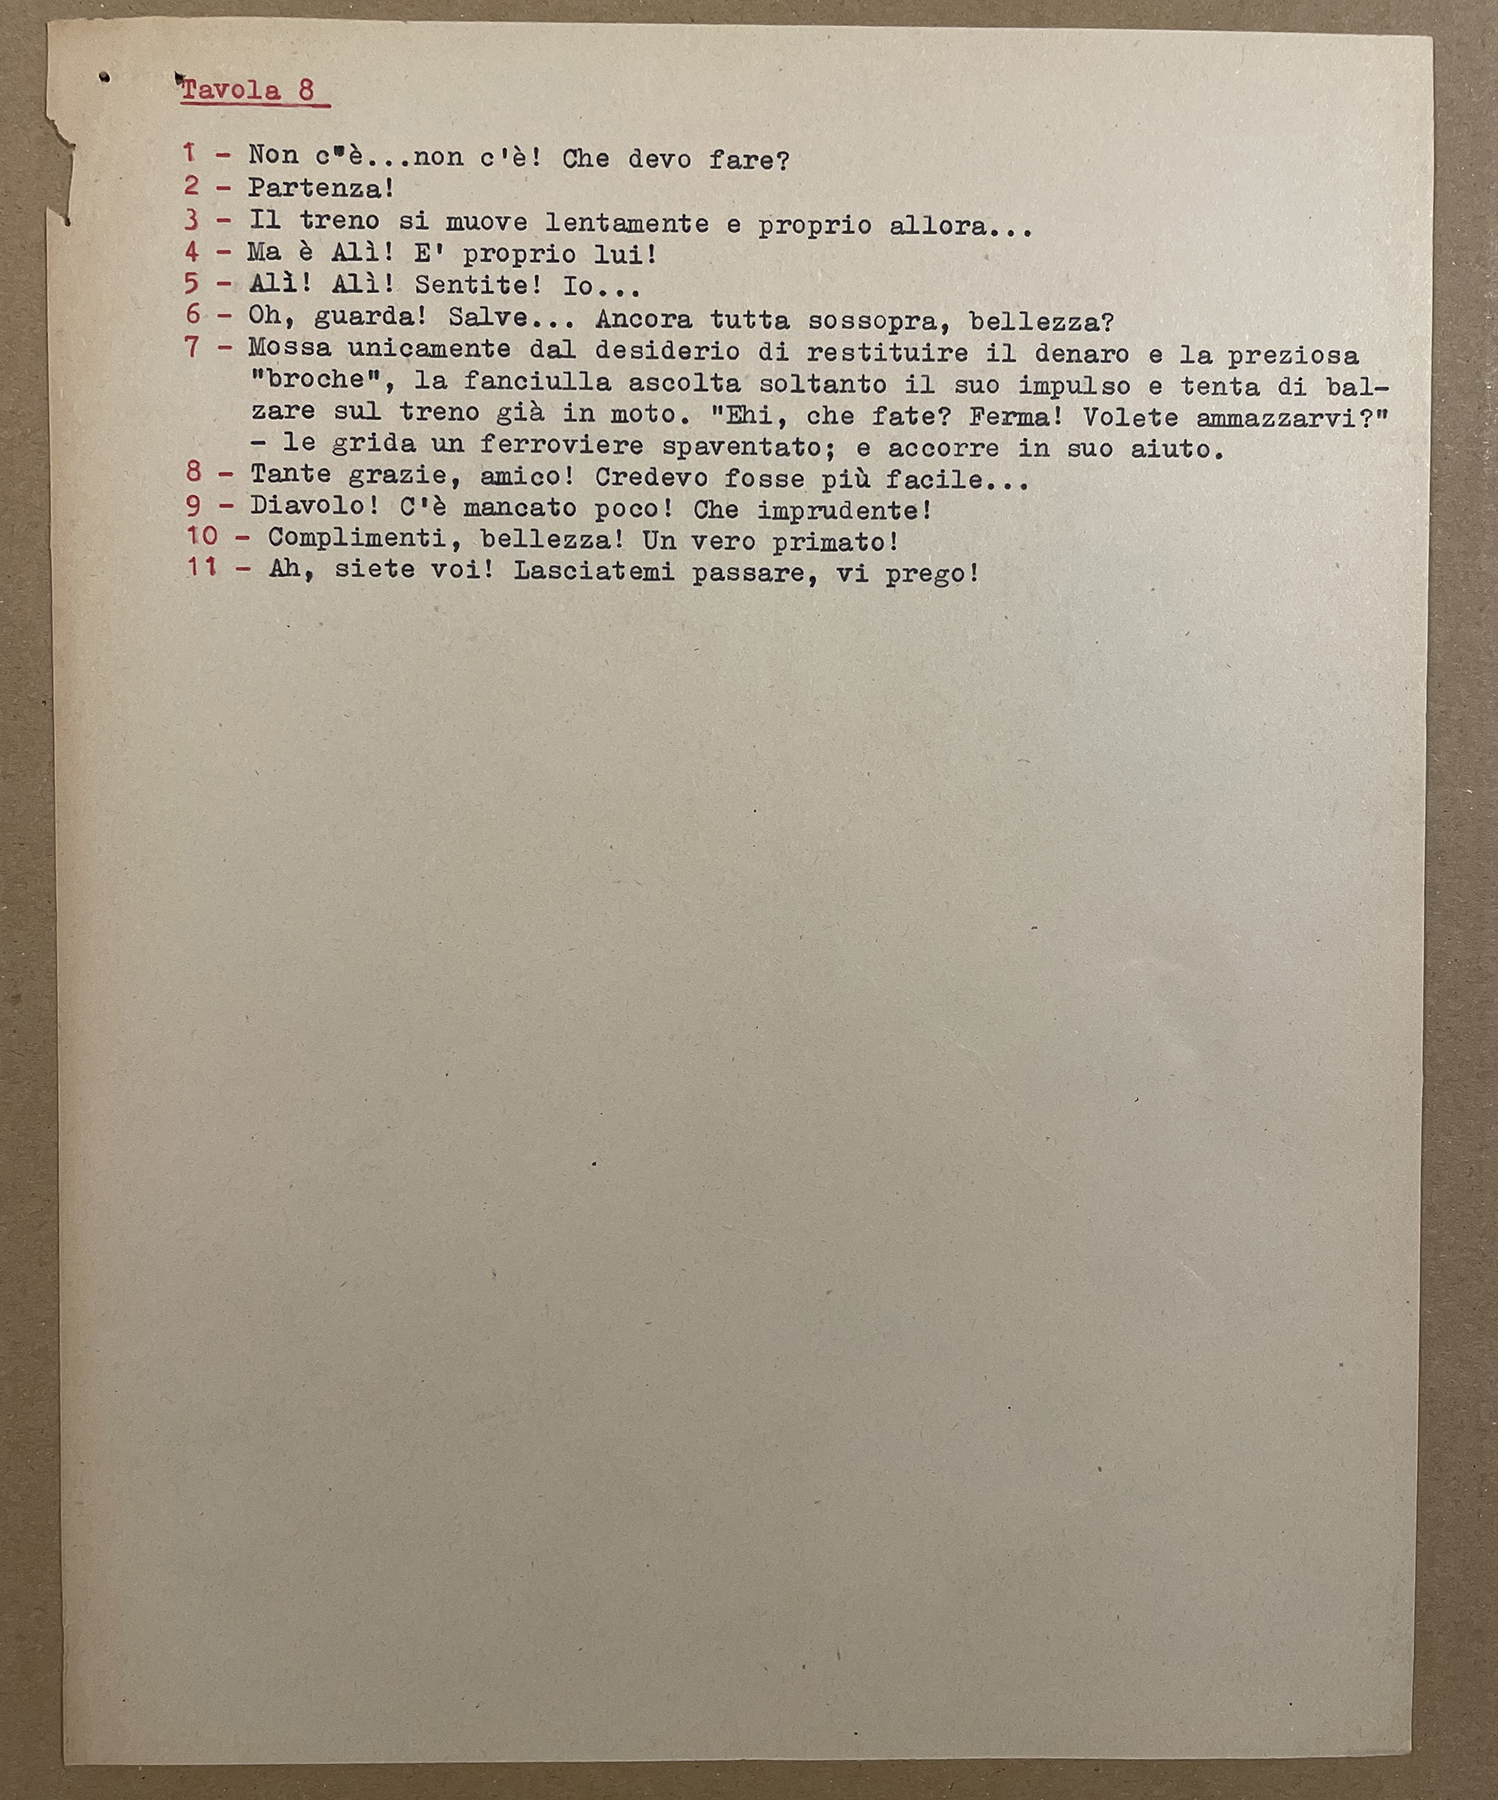 Tavola 8
1 - Non c"è...non c'è! Che devo fare?
2 - Partenza!
3 - Il treno si muove lentamente e proprio allora...
4 - Ma è Alì! E' proprio lui!
5 - Alì! Alì! Sentite! Io...
6 - Oh, guarda! Salve... Ancora tutta sossopra, bellezza?
7 - Mossa unicamente dal desiderio di restituire il denaro e la preziosa
"broche", la fanciulla ascolta soltanto il suo impulso e tenta di bal-
zare sul treno già in moto. "Ehi, che fate? Ferma! Volete ammazzarvi?"
- le grida un ferroviere spaventato; e accorre in suo aiuto.
8 - Tante grazie, amico! Credevo fosse più facile...
9 - Diavolo! C'è mancato poco! Che imprudente!
10 - Complimenti, bellezza! Un vero primato!
11 - Ah, siete voi! Lasciatemi passare, vi prego!